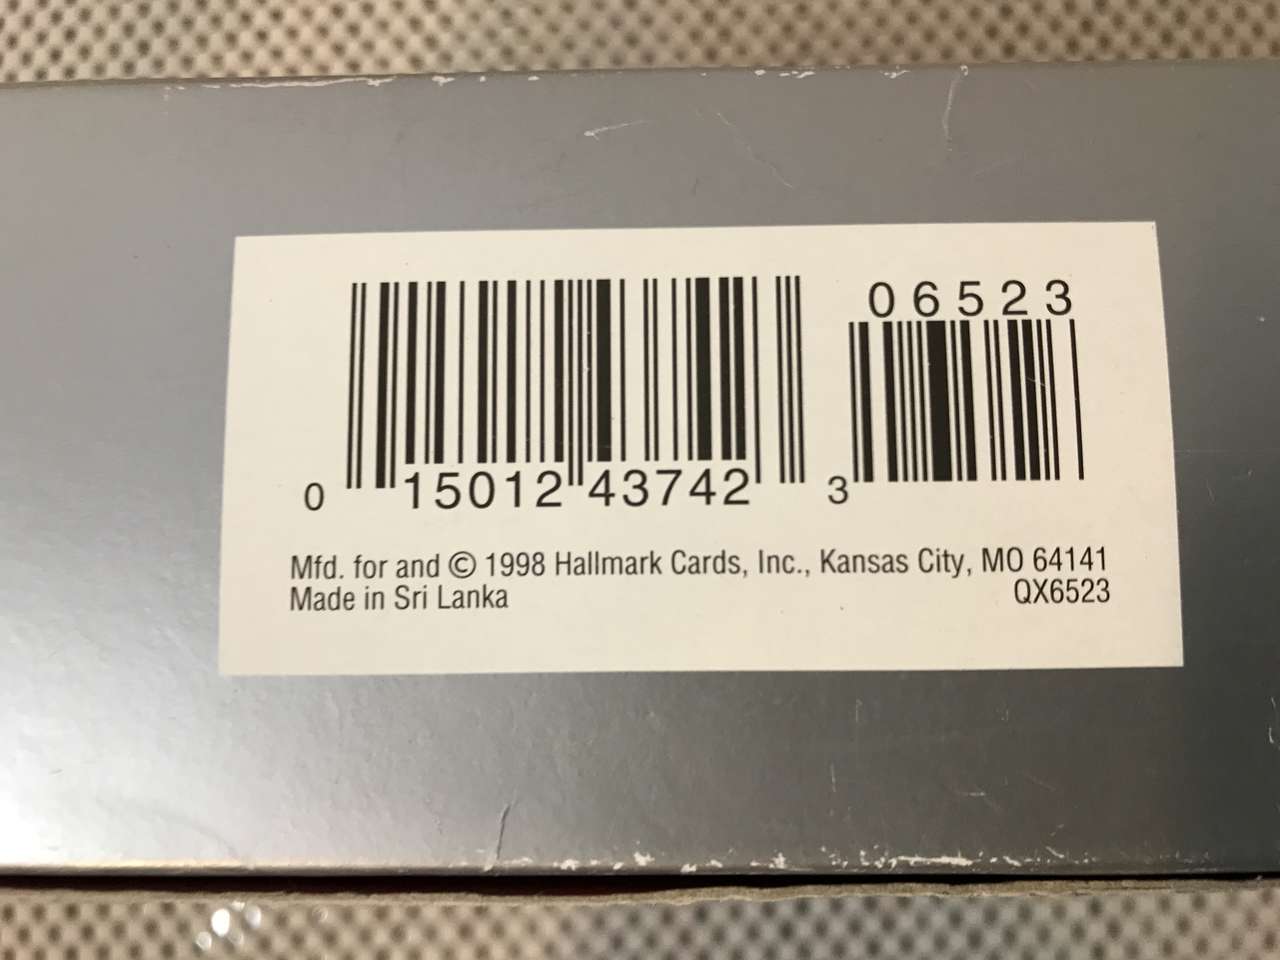 06523
0 15012 43742 3
Mfd. for and © 1998 Hallmark Cards, Inc., Kansas City, MO 64141
Made in Sri Lanka QX6523